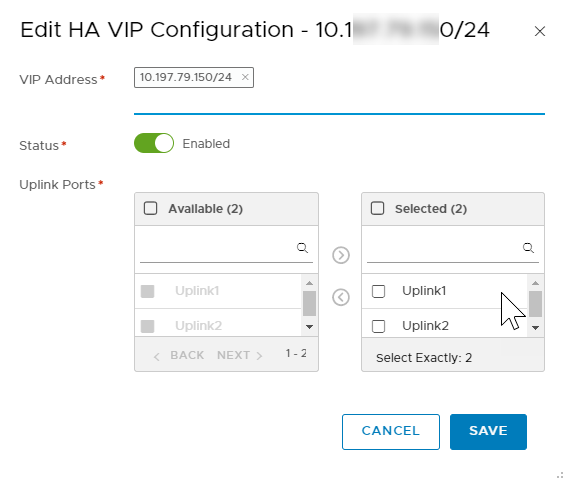 Edit HA VIP Configuration - 10.1 0/24
VIP Address*
10.197.79.150/24
Status*
Enabled
Uplink Ports*
Available (2)
Selected (2)
Uplink1
Uplink1
Uplink2
Uplink2
BACK NEXT 1 - 2
Select Exactly: 2
CANCEL SAVE